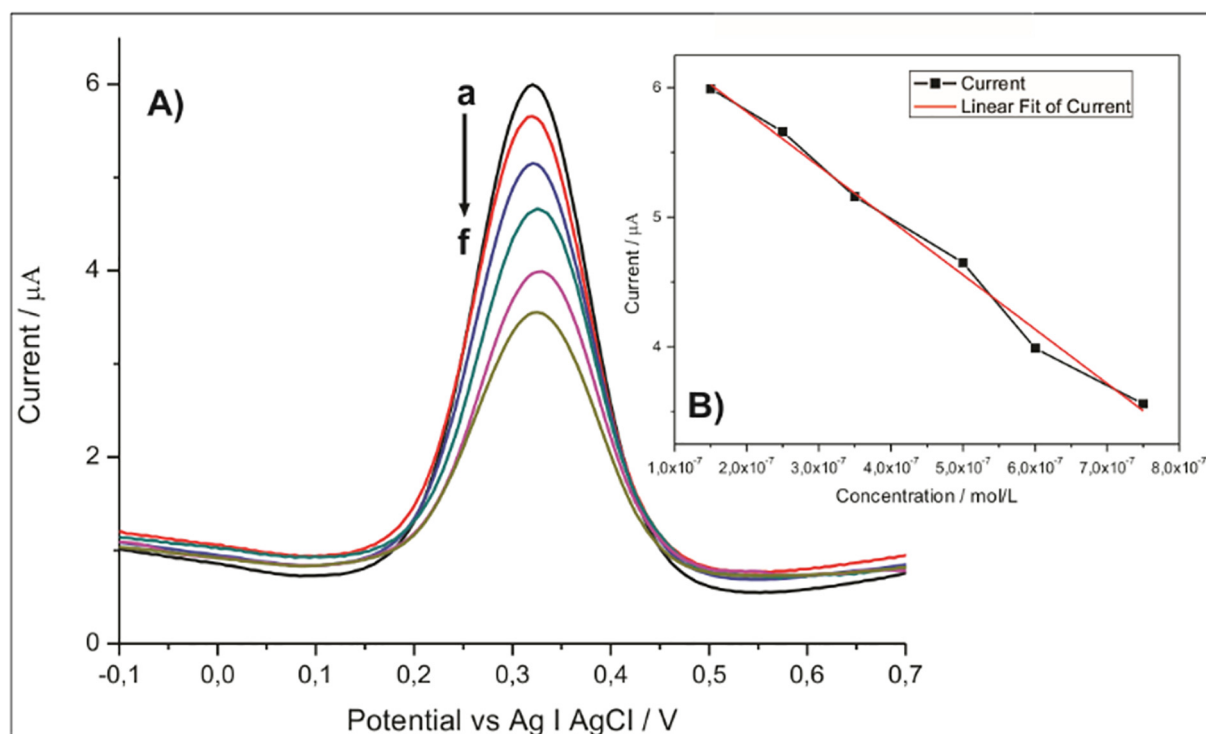 A)
a
f
6
4
2
0
-0,1 0,0 0,1 0,2 0,3 0,4 0,5 0,6 0,7
Current / μA
Potential vs Ag I AgCl / V
B)
Current
Linear Fit of Current
6
5
4
1,0x10⁻⁷ 2,0x10⁻⁷ 3,0x10⁻⁷ 4,0x10⁻⁷ 5,0x10⁻⁷ 6,0x10⁻⁷ 7,0x10⁻⁷ 8,0x10⁻⁷
Current / μA
Concentration / mol/L